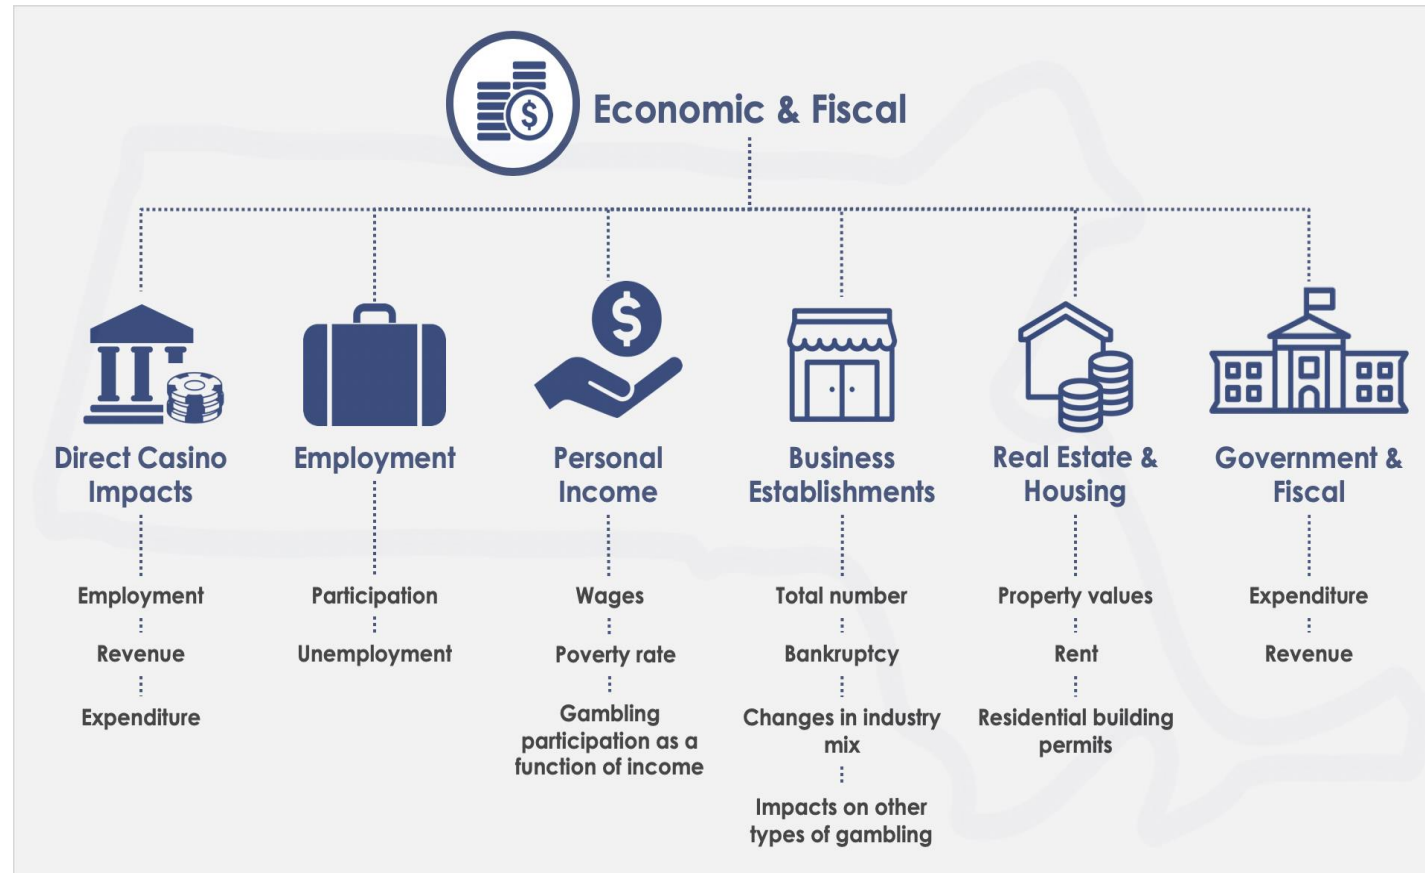 Economic & Fiscal
Direct Casino
Impacts
Employment
Revenue
Expenditure
Employment
Participation
Unemployment
Personal
Income
Wages
Poverty rate
Gambling
participation as a
function of income
Business
Establishments
Total number
Bankruptcy
Changes in industry
mix
Impacts on other
types of gambling
Real Estate &
Housing
Property values
Rent
Residential building
permits
Government &
Fiscal
Expenditure
Revenue